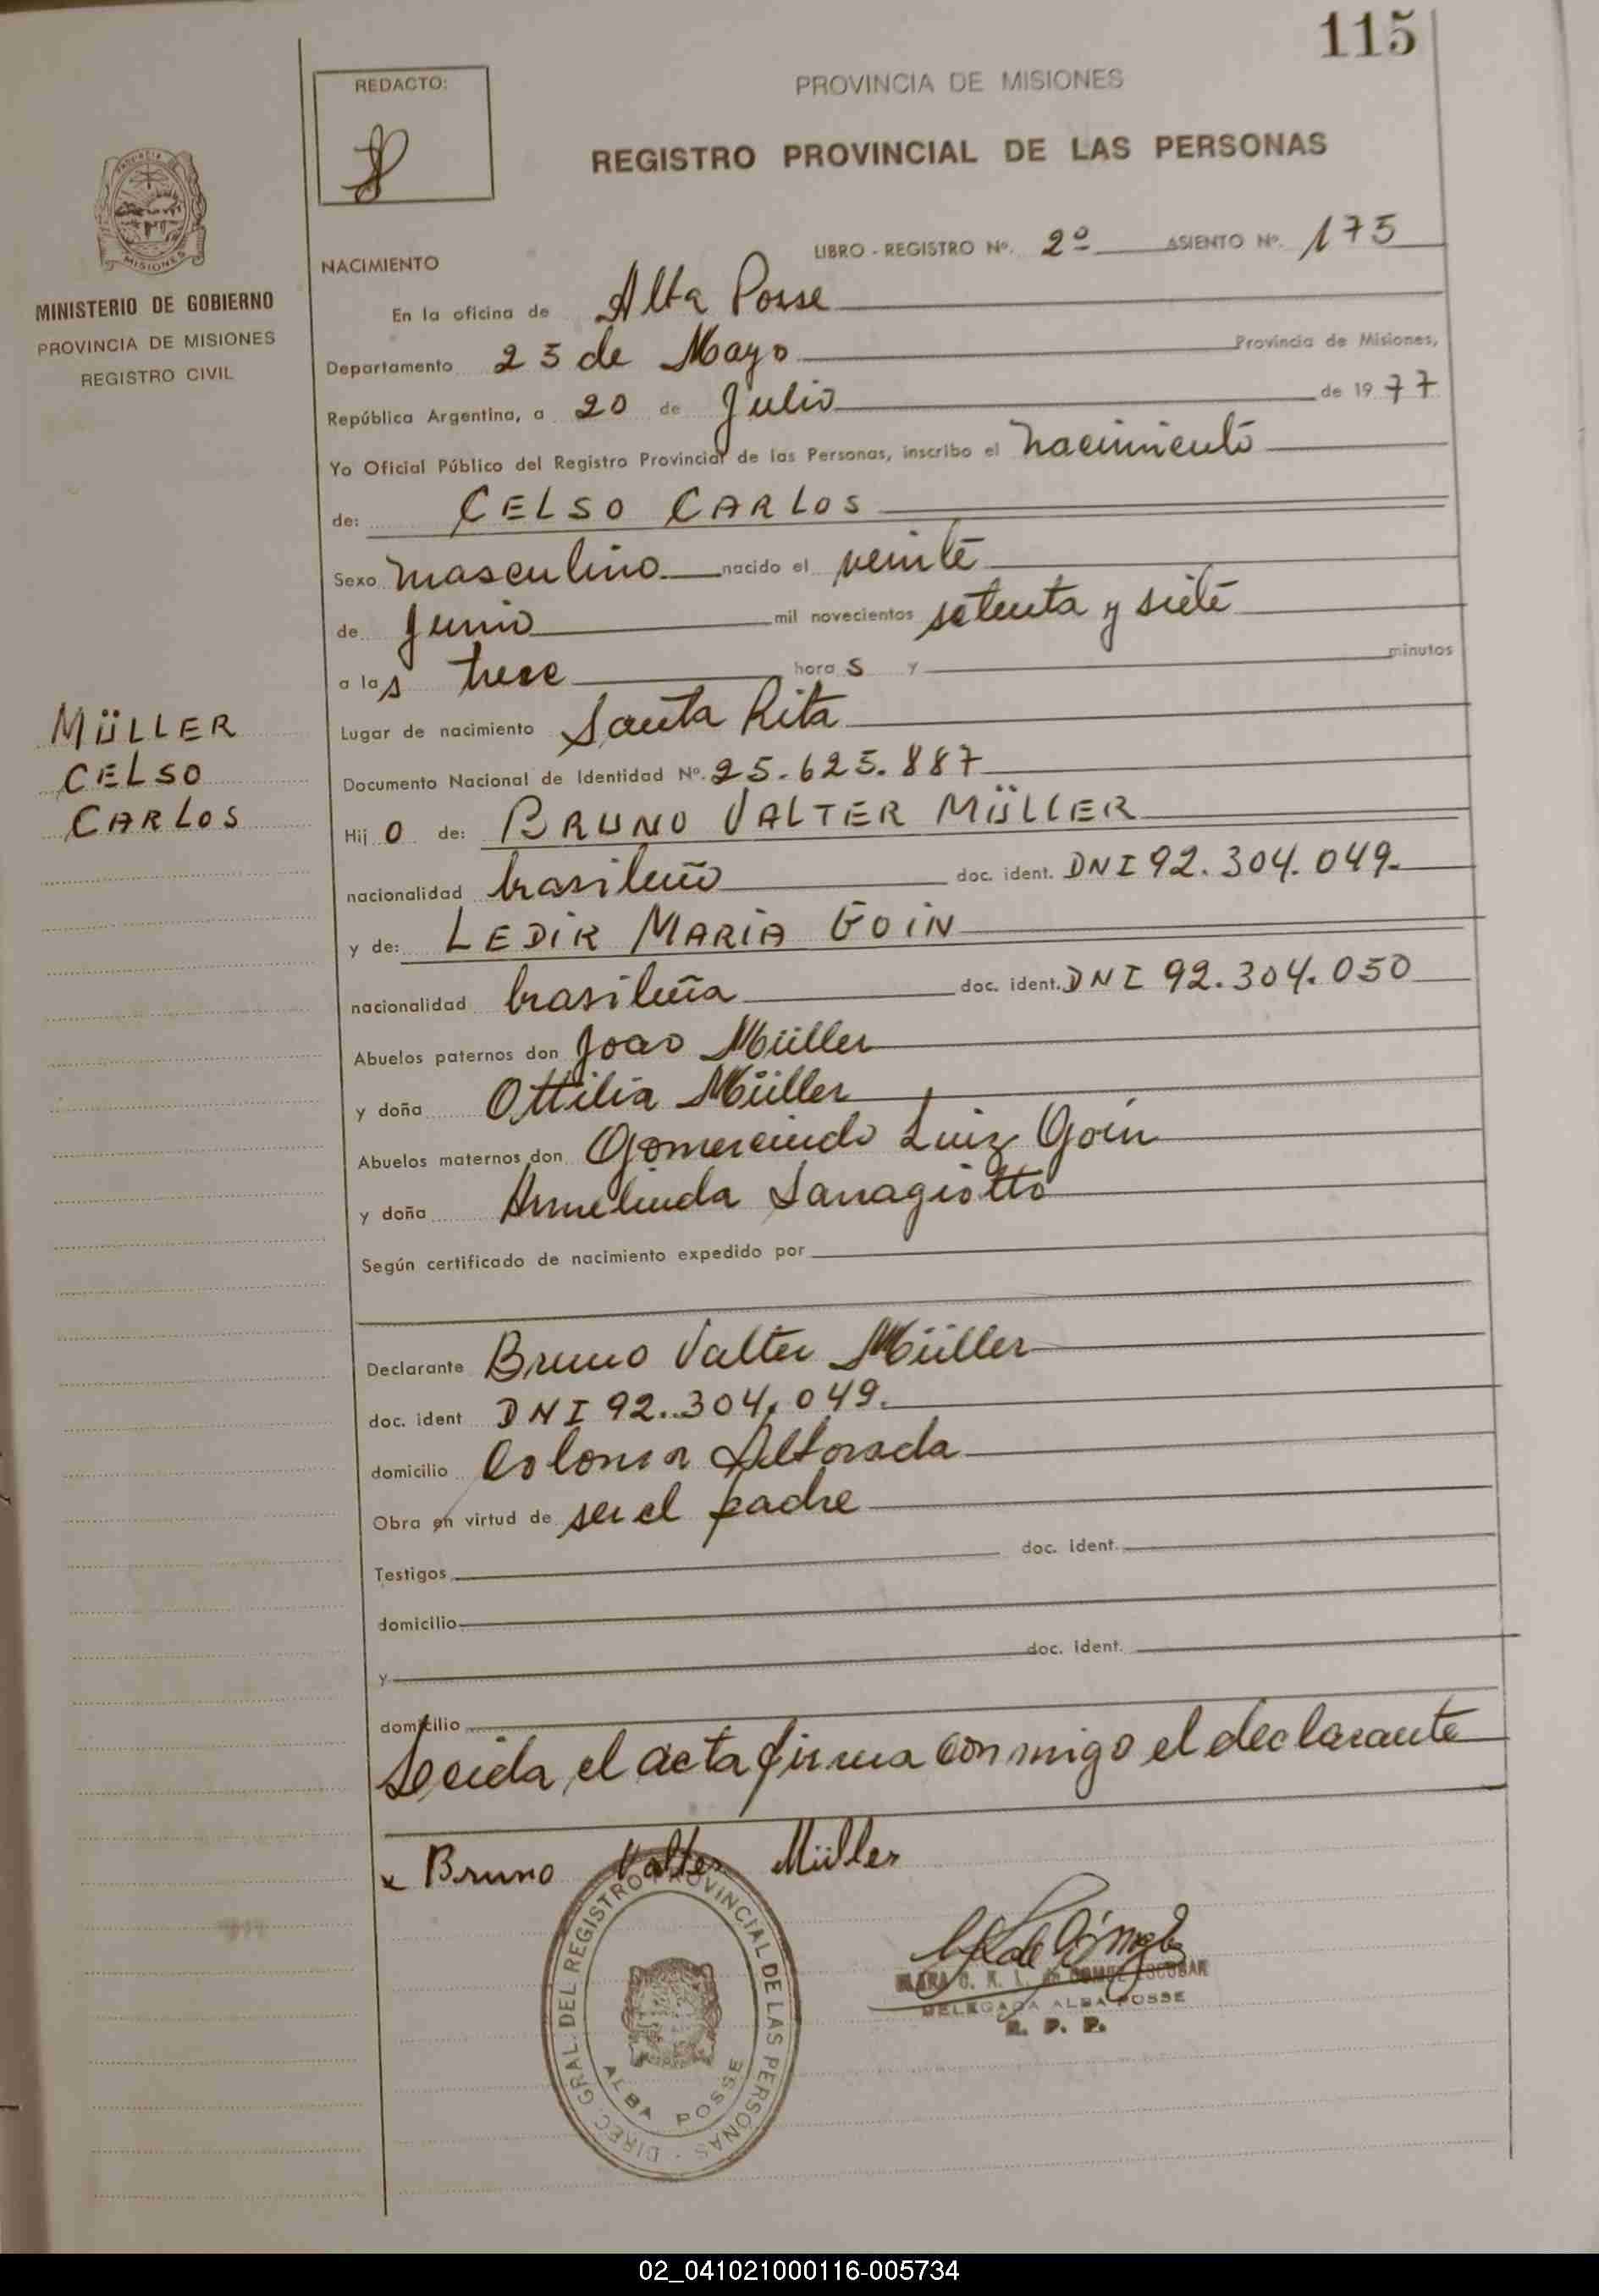 115
REDACTO:
PROVINCIA DE MISIONES
REGISTRO PROVINCIAL DE LAS PERSONAS
MISIONES
MINISTERIO DE GOBIERNO
PROVINCIA DE MISIONES
REGISTRO CIVIL
LIBRO - REGISTRO Nº. 2º ASIENTO Nº. 175
NACIMIENTO
En la oficina de Alba Posse
Departamento 25 de Mayo Provincia de Misiones,
República Argentina, a 20 de Julio de 1977
Yo Oficial Público del Registro Provincial de las Personas, inscribo el nacimiento
de: CELSO CARLOS
Sexo masculino nacido el veinte
de Junio mil novecientos setenta y siete
a las trece horas y minutos
Lugar de nacimiento Santa Rita
MÜLLER
CELSO
CARLOS
Documento Nacional de Identidad Nº. 25.625.887
Hijo de: BRUNO VALTER MÜLLER
nacionalidad brasileño doc. ident. DNI 92.304.049.
y de: LEDIR MARIA GOIN
nacionalidad brasileña doc. ident. DNI 92.304.050
Abuelos paternos don Joao Müller
y doña Ottilia Müller
Abuelos maternos don Gomercindo Luiz Goin
y doña Armelinda
Según certificado de nacimiento expedido por
Declarante Bruno Valter Müller
doc. ident DNI 92.304.049.
domicilio Colonia Alborada
Obra en virtud de ser el padre
Testigos doc. ident.
domicilio
y doc. ident.
domicilio
Leida el acta firma conmigo el declarante
x Bruno Valter Müller
DIREC. GRAL. DEL REGISTRO PROVINCIAL DE LAS PERSONAS -
ALBA POSSE
ESCOBAR
DELEGADA ALBA POSSE
R. P. P.
02_041021000116-005734